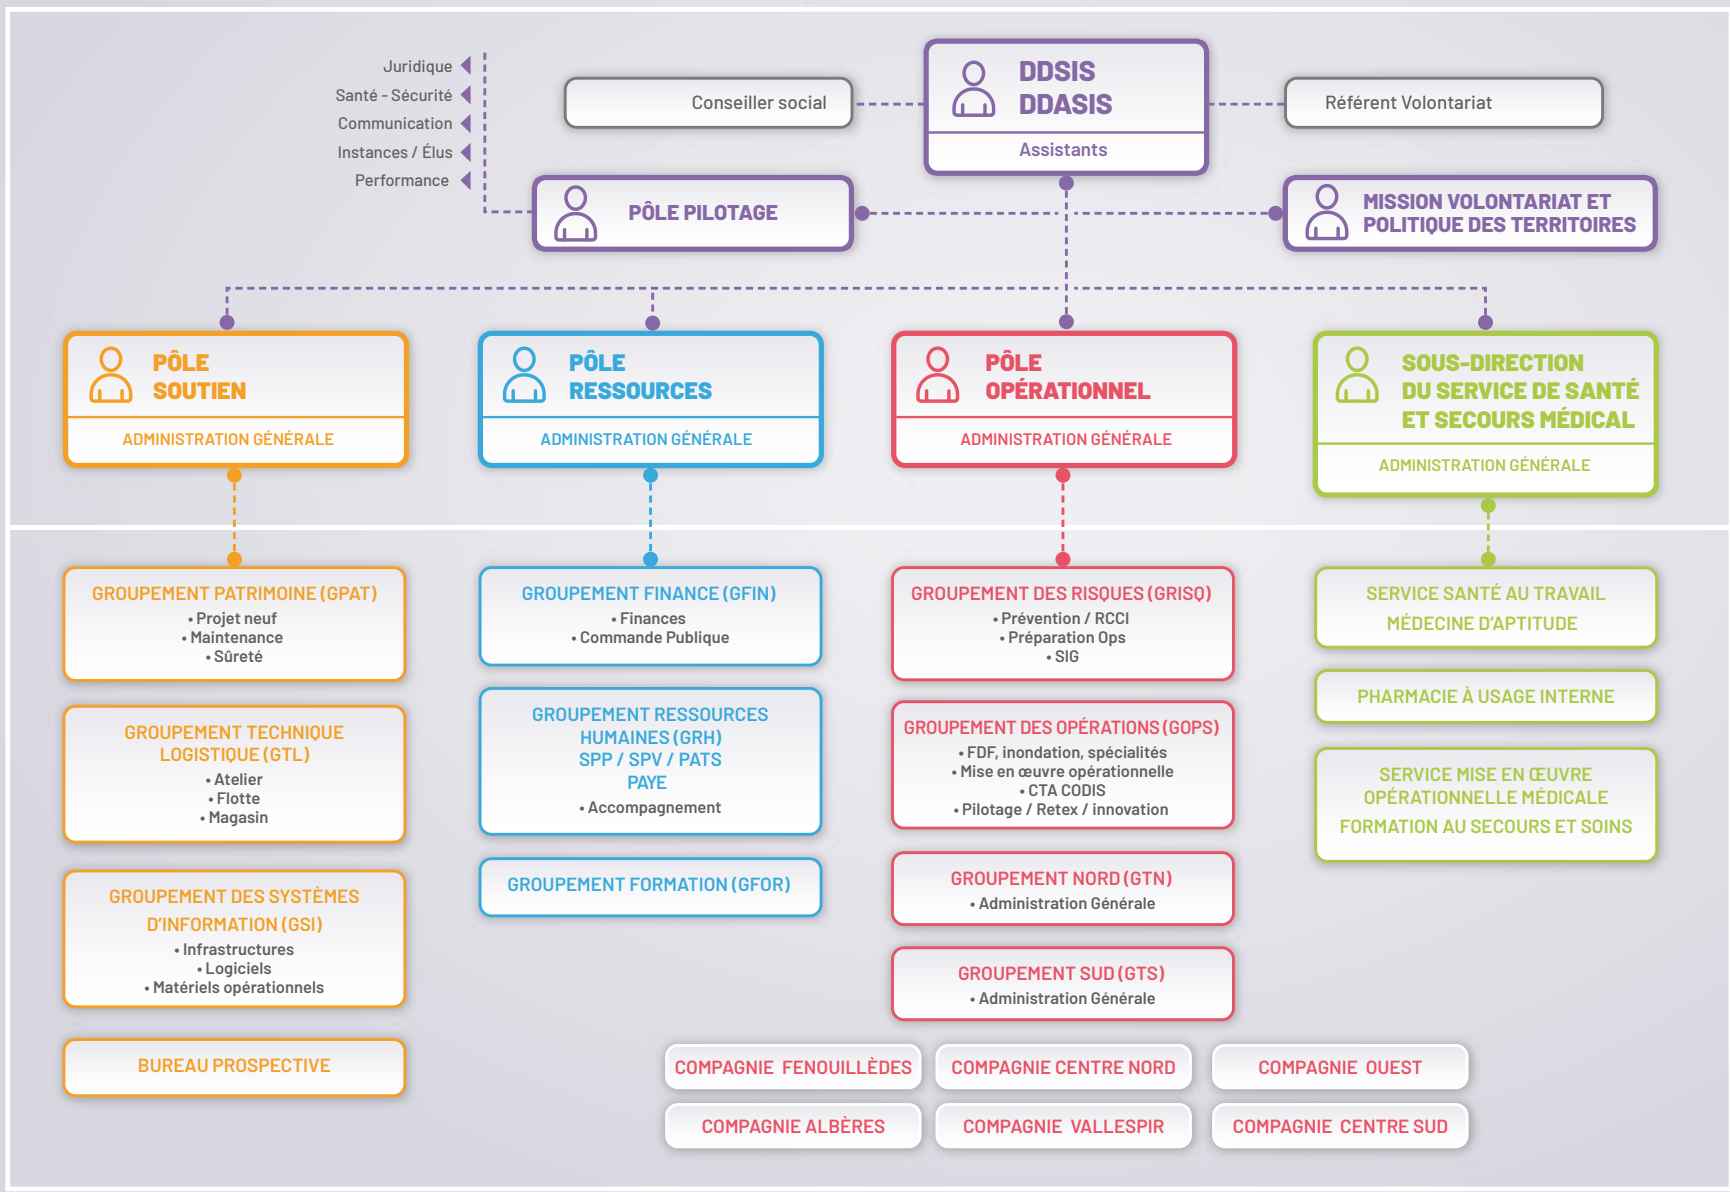 Juridique
Santé - Sécurité
Communication
Instances / Élus
Performance
Conseiller social
DDSIS
DDASIS
Assistants
Référent Volontariat
PÔLE PILOTAGE
MISSION VOLONTARIAT ET
POLITIQUE DES TERRITOIRES
PÔLE
SOUTIEN
ADMINISTRATION GÉNÉRALE
PÔLE
RESSOURCES
ADMINISTRATION GÉNÉRALE
PÔLE
OPÉRATIONNEL
ADMINISTRATION GÉNÉRALE
SOUS-DIRECTION
DU SERVICE DE SANTÉ
ET SECOURS MÉDICAL
ADMINISTRATION GÉNÉRALE
GROUPEMENT PATRIMOINE (GPAT)
• Projet neuf
• Maintenance
• Sûreté
GROUPEMENT TECHNIQUE
LOGISTIQUE (GTL)
• Atelier
• Flotte
• Magasin
GROUPEMENT DES SYSTÈMES
D'INFORMATION (GSI)
• Infrastructures
• Logiciels
• Matériels opérationnels
BUREAU PROSPECTIVE
GROUPEMENT FINANCE (GFIN)
• Finances
• Commande Publique
GROUPEMENT RESSOURCES
HUMAINES (GRH)
SPP / SPV / PATS
PAYE
• Accompagnement
GROUPEMENT FORMATION (GFOR)
GROUPEMENT DES RISQUES (GRISQ)
• Prévention / RCCI
• Préparation Ops
• SIG
GROUPEMENT DES OPÉRATIONS (GOPS)
• FDF, inondation, spécialités
• Mise en œuvre opérationnelle
• CTA CODIS
• Pilotage / Retex / innovation
GROUPEMENT NORD (GTN)
• Administration Générale
GROUPEMENT SUD (GTS)
• Administration Générale
SERVICE SANTÉ AU TRAVAIL
MÉDECINE D'APTITUDE
PHARMACIE À USAGE INTERNE
SERVICE MISE EN ŒUVRE
OPÉRATIONNELLE MÉDICALE
FORMATION AU SECOURS ET SOINS
COMPAGNIE FENOUILLÈDES
COMPAGNIE CENTRE NORD
COMPAGNIE OUEST
COMPAGNIE ALBÈRES
COMPAGNIE VALLESPIR
COMPAGNIE CENTRE SUD